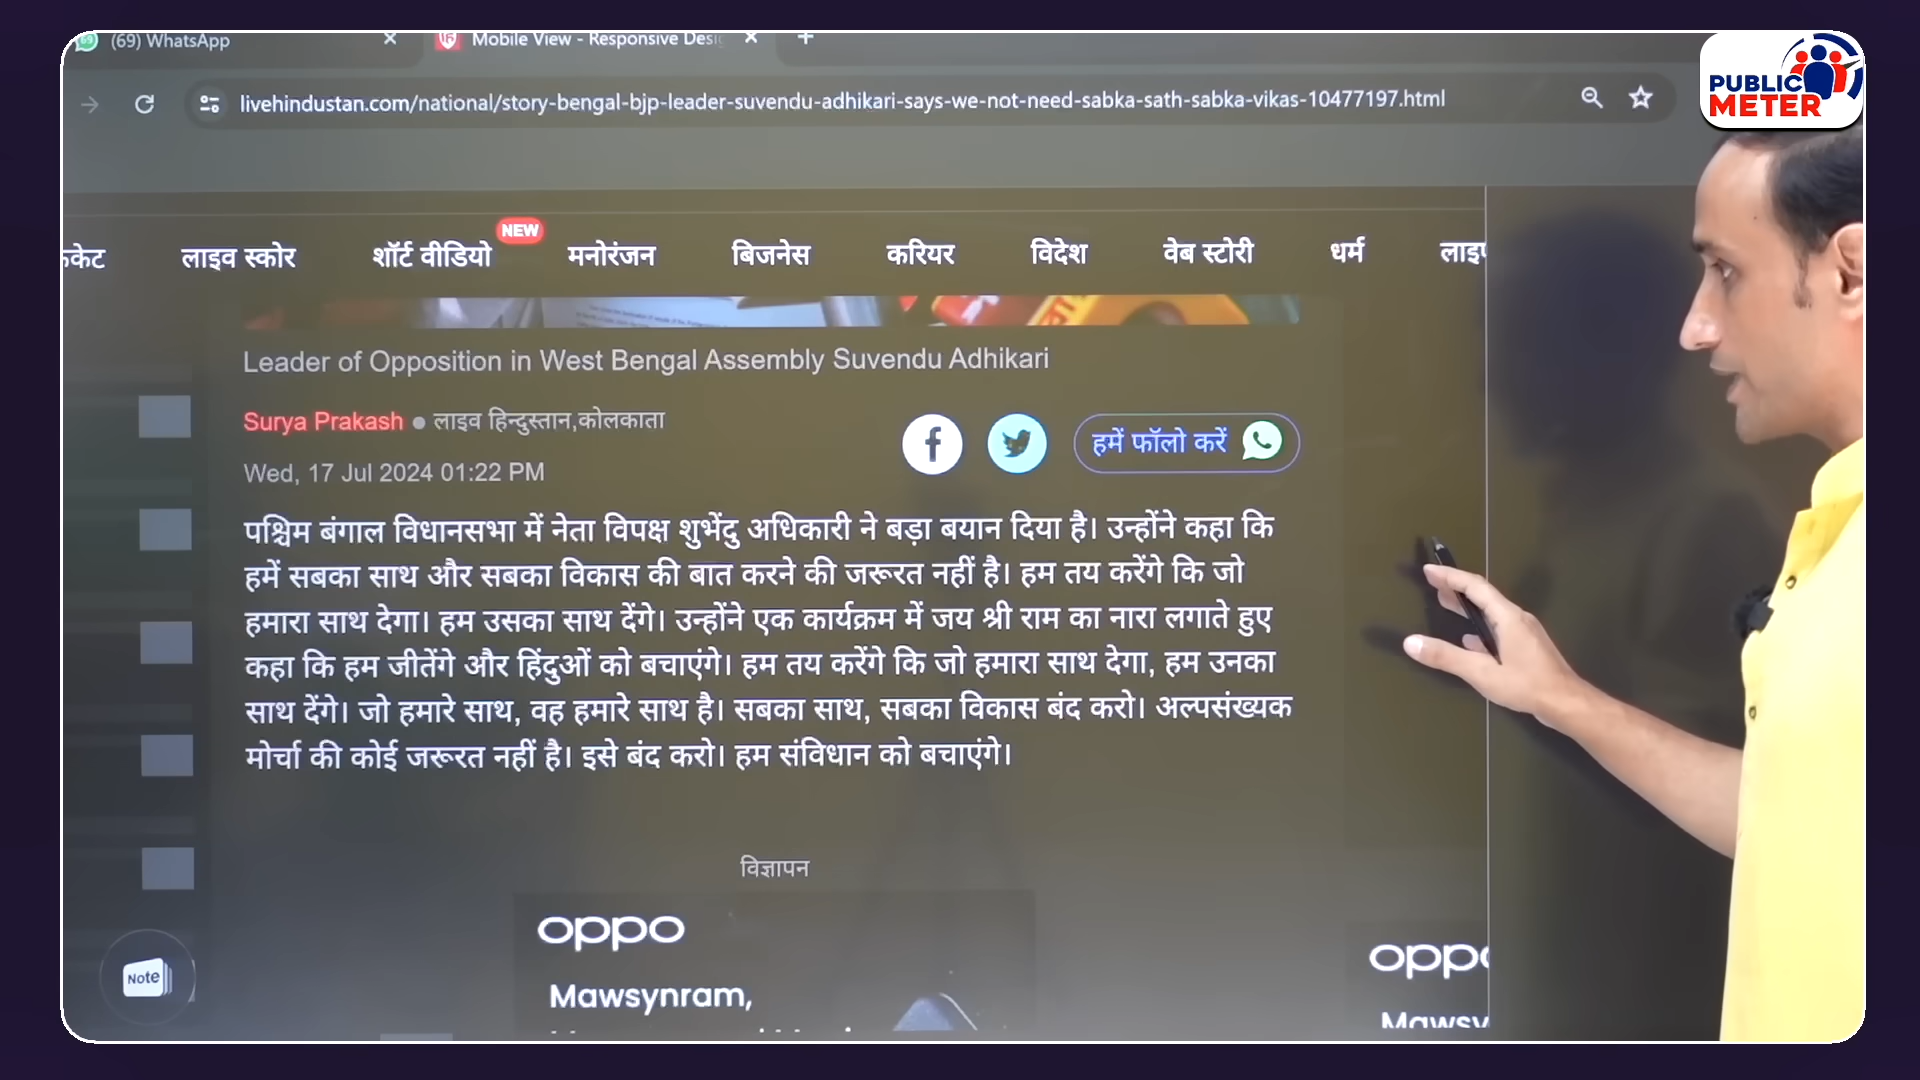 (69) WhatsApp
Mobile View - Responsive Desi
PUBLIC
METER
livehindustan.com/national/story-bengal-bjp-leader-suvendu-adhikari-says-we-not-need-sabka-sath-sabka-vikas-10477197.html
NEW
केट लाइव स्कोर शॉर्ट वीडियो मनोरंजन बिजनेस करियर विदेश वेब स्टोरी धर्म लाइ
Leader of Opposition in West Bengal Assembly Suvendu Adhikari
Surya Prakash ● लाइव हिन्दुस्तान,कोलकाता
हमें फॉलो करें
Wed, 17 Jul 2024 01:22 PM
पश्चिम बंगाल विधानसभा में नेता विपक्ष शुभेंदु अधिकारी ने बड़ा बयान दिया है। उन्होंने कहा कि
हमें सबका साथ और सबका विकास की बात करने की जरूरत नहीं है। हम तय करेंगे कि जो
हमारा साथ देगा। हम उसका साथ देंगे। उन्होंने एक कार्यक्रम में जय श्री राम का नारा लगाते हुए
कहा कि हम जीतेंगे और हिंदुओं को बचाएंगे। हम तय करेंगे कि जो हमारा साथ देगा, हम उनका
साथ देंगे। जो हमारे साथ, वह हमारे साथ है। सबका साथ, सबका विकास बंद करो। अल्पसंख्यक
मोर्चा की कोई जरूरत नहीं है। इसे बंद करो। हम संविधान को बचाएंगे।
विज्ञापन
oppo
oppo
Note
Mawsynram,
Mawsy